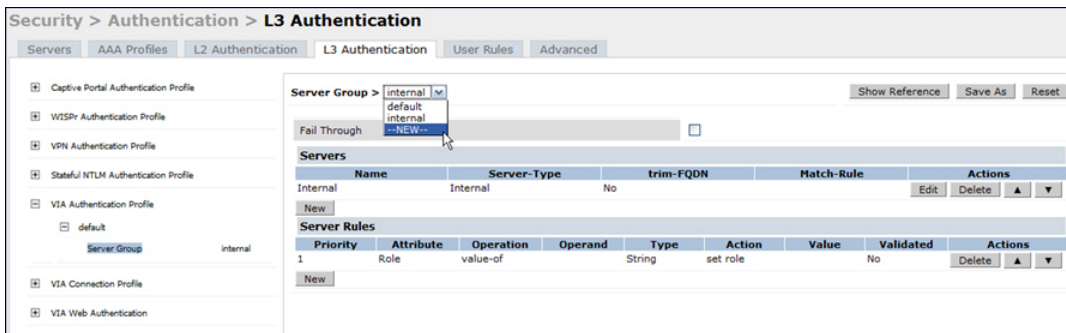 Security > Authentication > L3 Authentication
Servers AAA Profiles L2 Authentication L3 Authentication User Rules Advanced
Captive Portal Authentication Profile
WISPr Authentication Profile
VPN Authentication Profile
Stateful NTLM Authentication Profile
VIA Authentication Profile
default
Server Group internal
VIA Connection Profile
VIA Web Authentication
Server Group > internal Show Reference Save As Reset
default
internal
--NEW--
Fail Through
Servers
Name Server-Type trim-FQDN Match-Rule Actions
Internal Internal No Edit Delete ▲ ▼
New
Server Rules
Priority Attribute Operation Operand Type Action Value Validated Actions
1 Role value-of String set role No Delete ▲ ▼
New